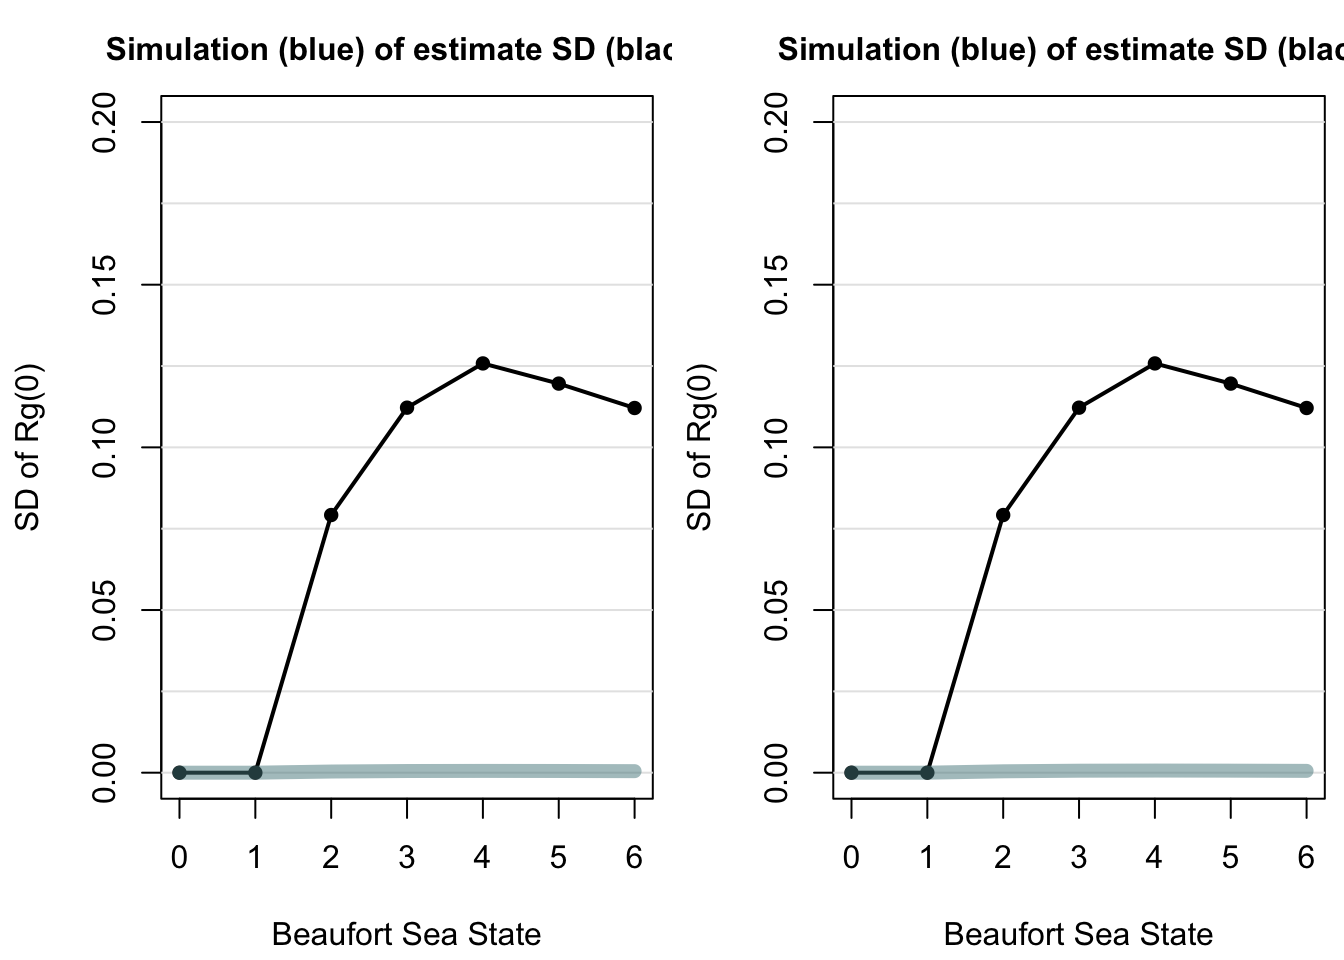 Simulation (blue) of estimate SD (blac
0.20
0.15
0.10
0.05
0.00
SD of Rg(0)
0 1 2 3 4 5 6
Beaufort Sea State
Simulation (blue) of estimate SD (blac
0.20
0.15
0.10
0.05
0.00
SD of Rg(0)
0 1 2 3 4 5 6
Beaufort Sea State